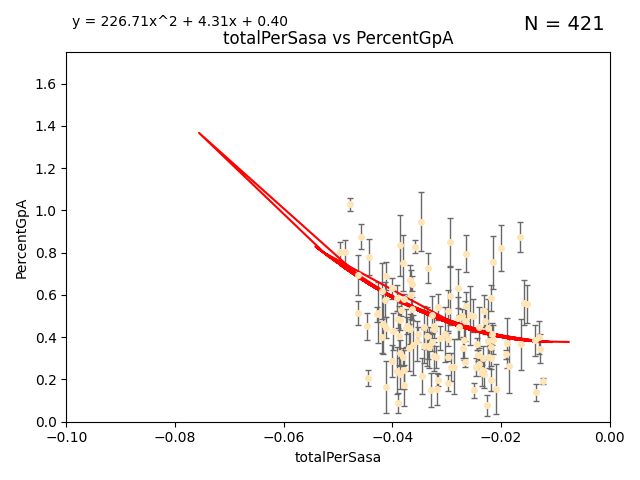 y = 226.71x^2 + 4.31x + 0.40
N = 421
totalPerSasa vs PercentGpA
1.6
1.4
1.2
1.0
0.8
0.6
0.4
0.2
0.0
PercentGpA
−0.10 −0.08 −0.06 −0.04 −0.02 0.00
totalPerSasa